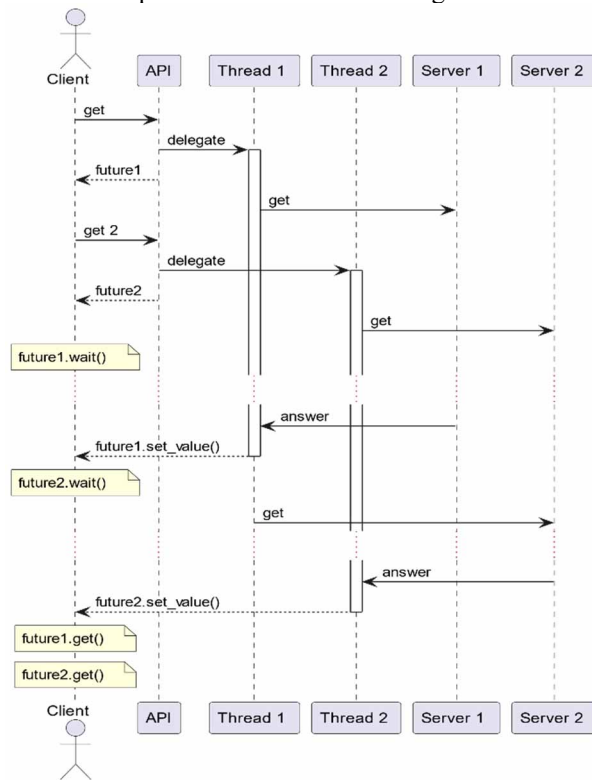 Client
API
Thread 1
Thread 2
Server 1
Server 2
get
delegate
future1
get
get 2
delegate
future2
get
future1.wait()
answer
future1.set_value()
future2.wait()
get
answer
future2.set_value()
future1.get()
future2.get()
Client
API
Thread 1
Thread 2
Server 1
Server 2